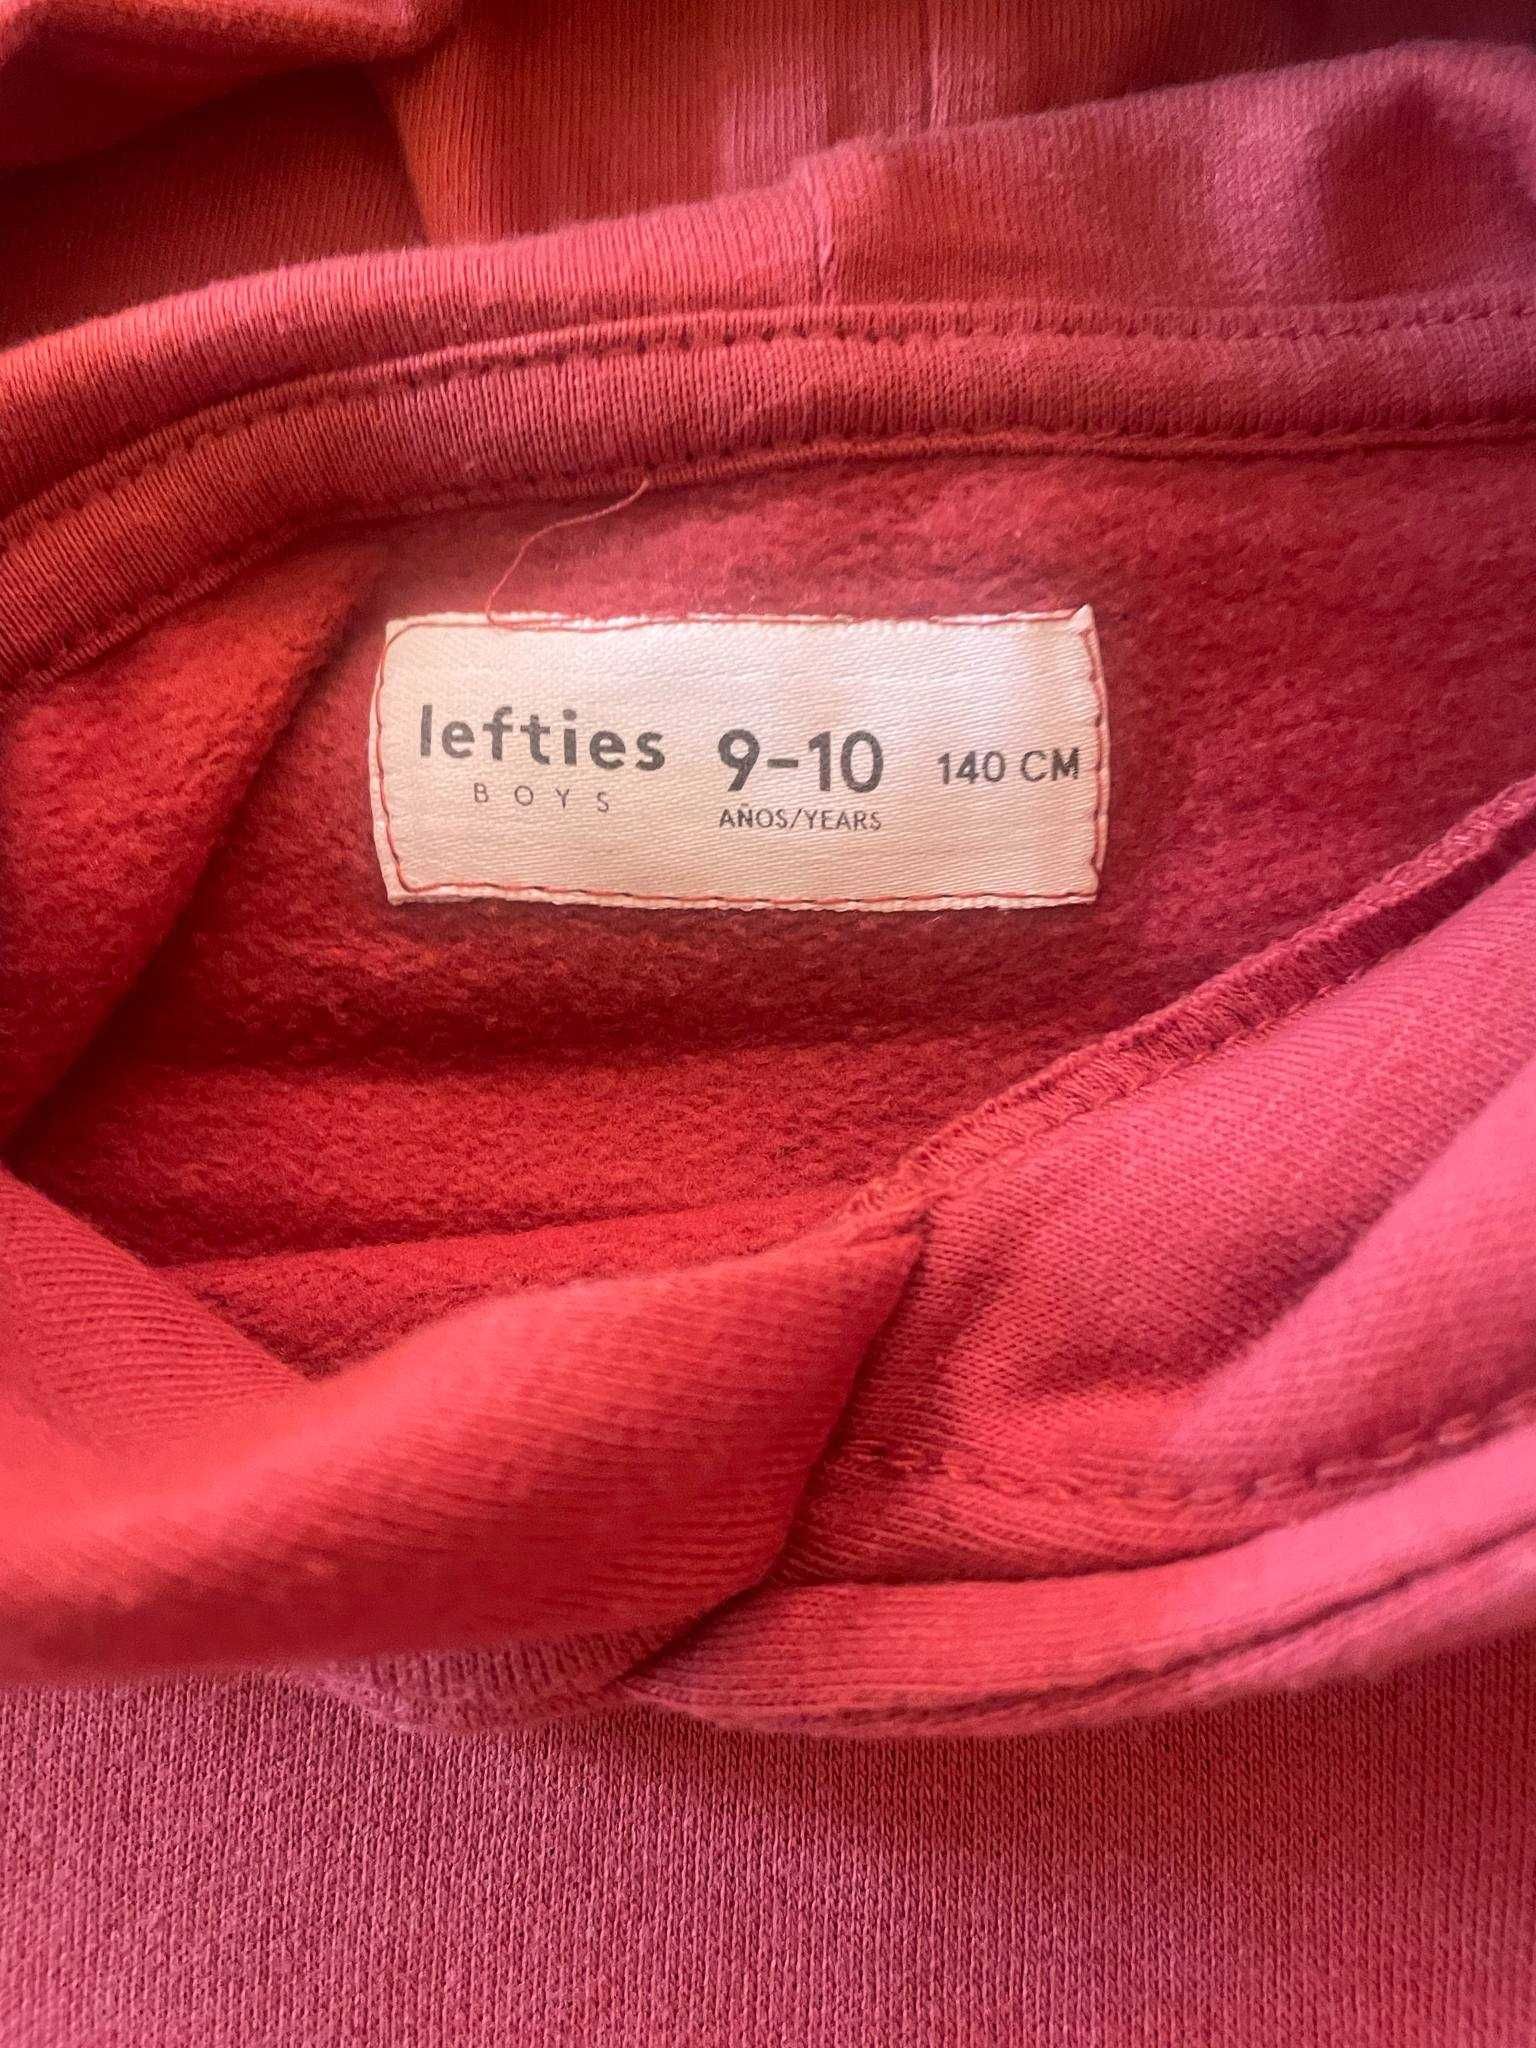 lefties
BOYS
9-10
AÑOS/YEARS
140 CM